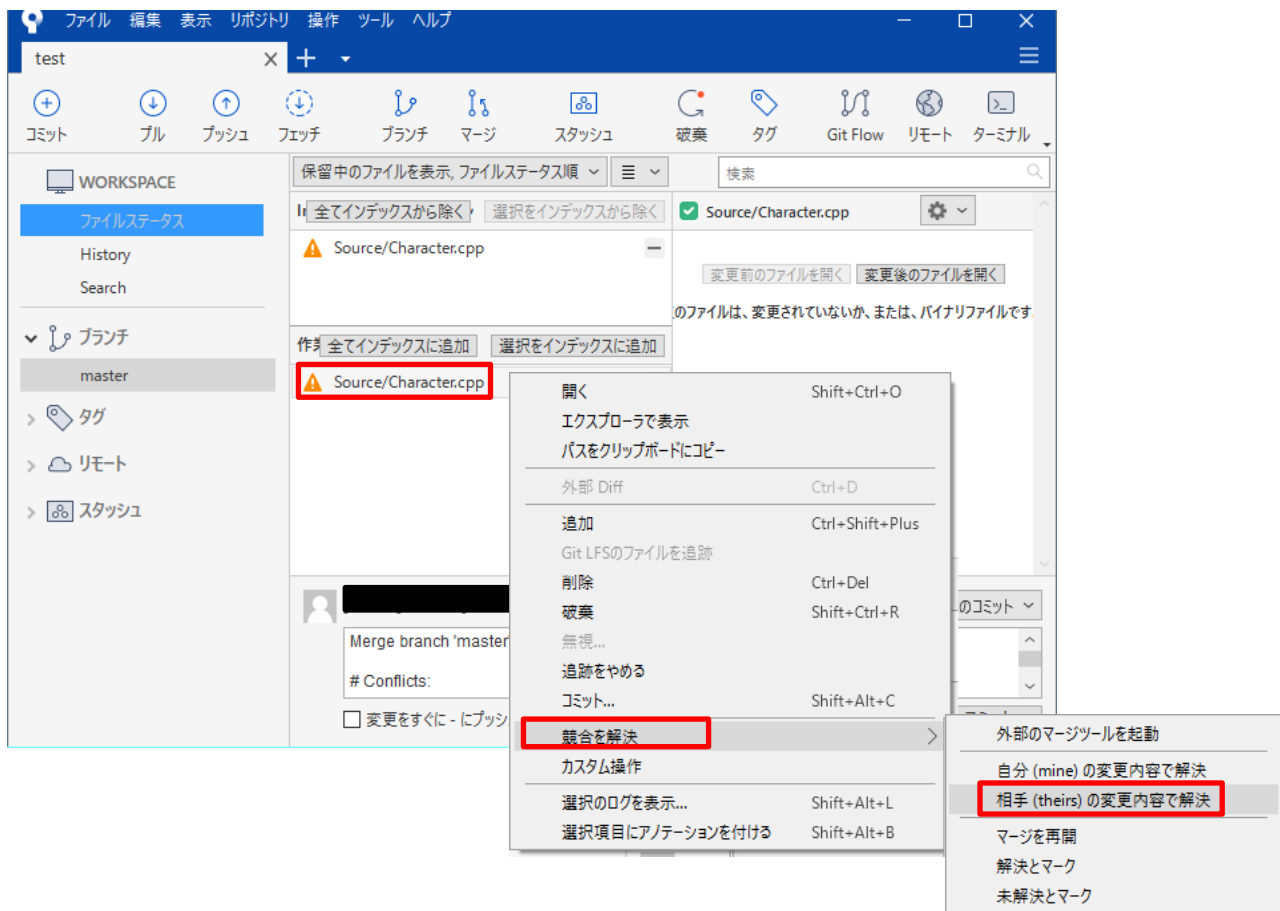 ファイル 編集 表示 リポジトリ 操作 ツール ヘルプ
test
コミット プル プッシュ フェッチ ブランチ マージ スタッシュ 破棄 タグ Git Flow リモート ターミナル
保留中のファイルを表示, ファイルステータス順
検索
WORKSPACE
ファイルステータス
History
Search
ブランチ
master
タグ
リモート
スタッシュ
全てインデックスから除く 選択をインデックスから除く
Source/Character.cpp
作業 全てインデックスに追加 選択をインデックスに追加
Source/Character.cpp
Source/Character.cpp
変更前のファイルを開く 変更後のファイルを開く
のファイルは、変更されていないか、または、バイナリファイルです
のコミット
Merge branch 'master'
# Conflicts:
変更をすぐに - にプッシ
開く Shift+Ctrl+O
エクスプローラで表示
パスをクリップボードにコピー
外部 Diff Ctrl+D
追加 Ctrl+Shift+Plus
Git LFSのファイルを追跡
削除 Ctrl+Del
破棄 Shift+Ctrl+R
無視...
追跡をやめる
コミット... Shift+Alt+C
競合を解決
カスタム操作
選択のログを表示... Shift+Alt+L
選択項目にアノテーションを付ける Shift+Alt+B
外部のマージツールを起動
自分 (mine) の変更内容で解決
相手 (theirs) の変更内容で解決
マージを再開
解決とマーク
未解決とマーク